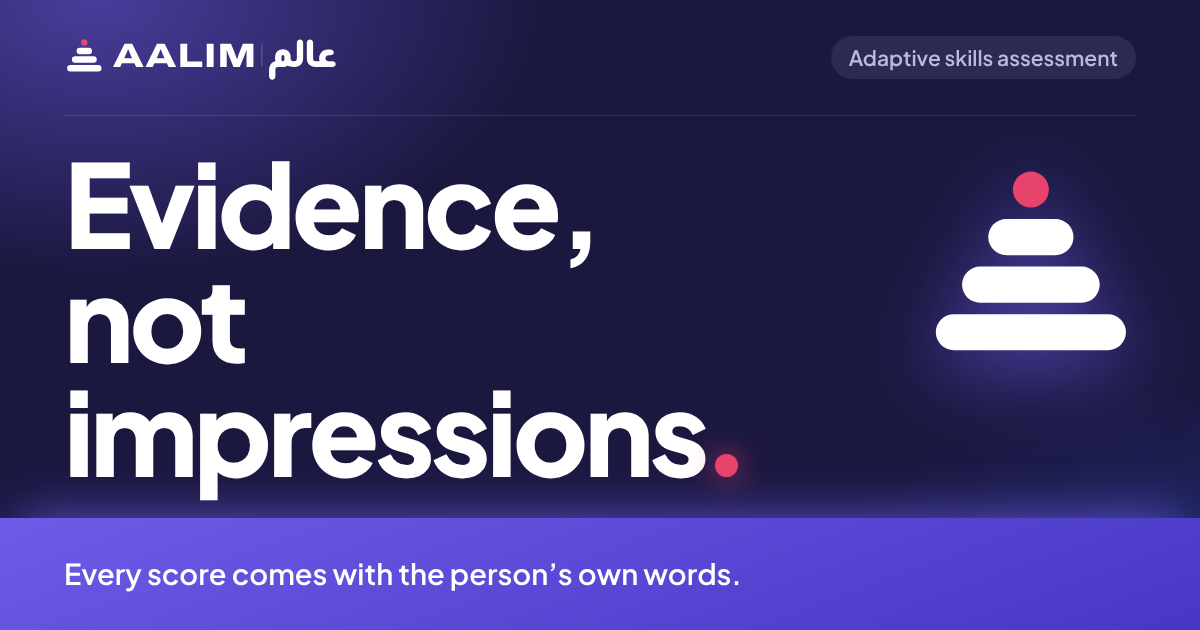 AALIM عالم
Adaptive skills assessment
Evidence,
not
impressions.
Every score comes with the person’s own words.